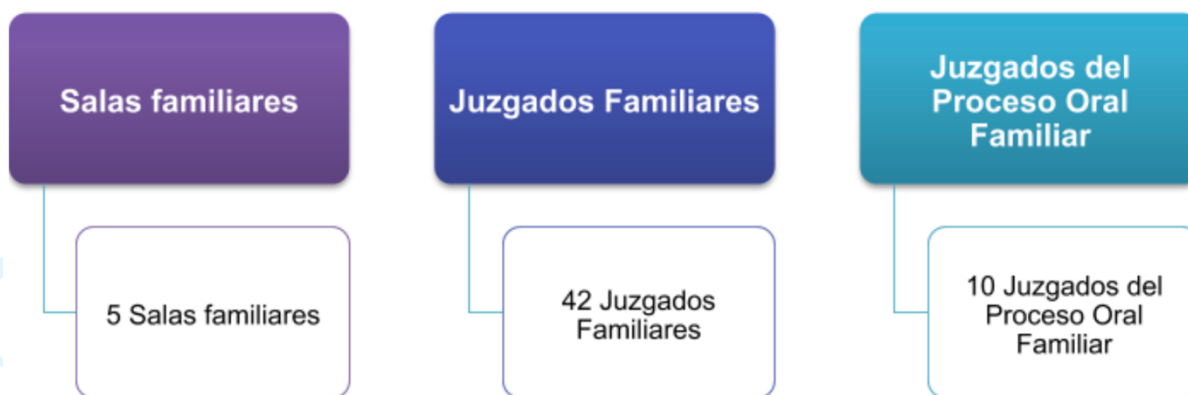 Salas familiares
5 Salas familiares
Juzgados Familiares
42 Juzgados
Familiares
Juzgados del
Proceso Oral
Familiar
10 Juzgados del
Proceso Oral
Familiar